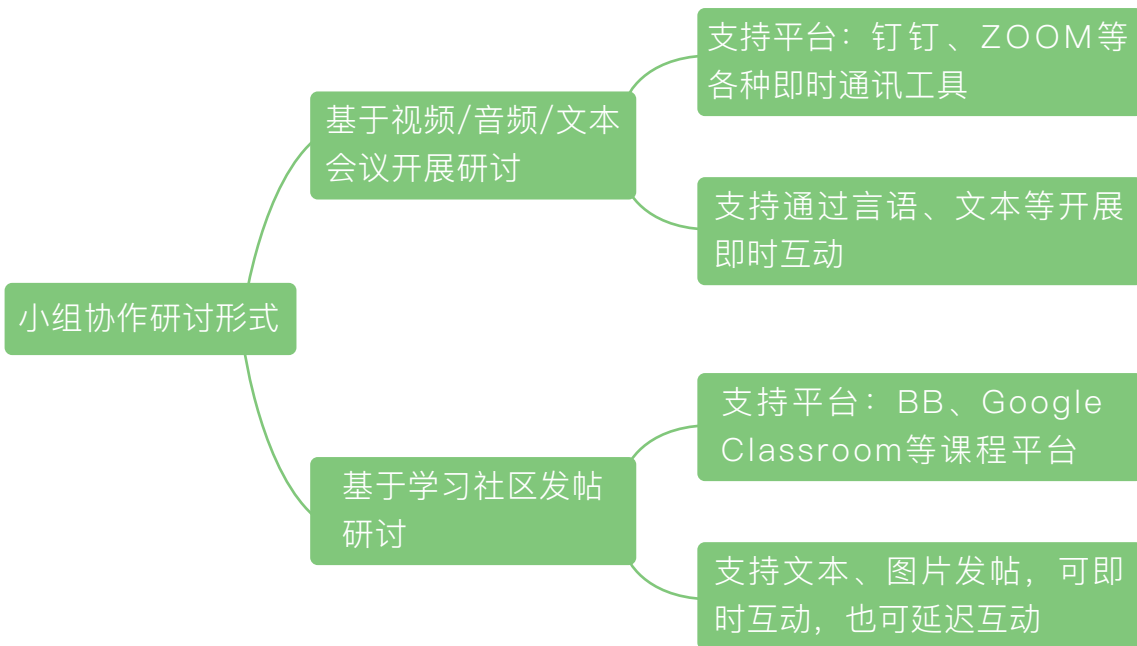 小组协作研讨形式
基于视频/音频/文本
会议开展研讨
支持平台：钉钉、ZOOM等
各种即时通讯工具
支持通过言语、文本等开展
即时互动
基于学习社区发帖
研讨
支持平台：BB、Google
Classroom等课程平台
支持文本、图片发帖，可即
时互动，也可延迟互动